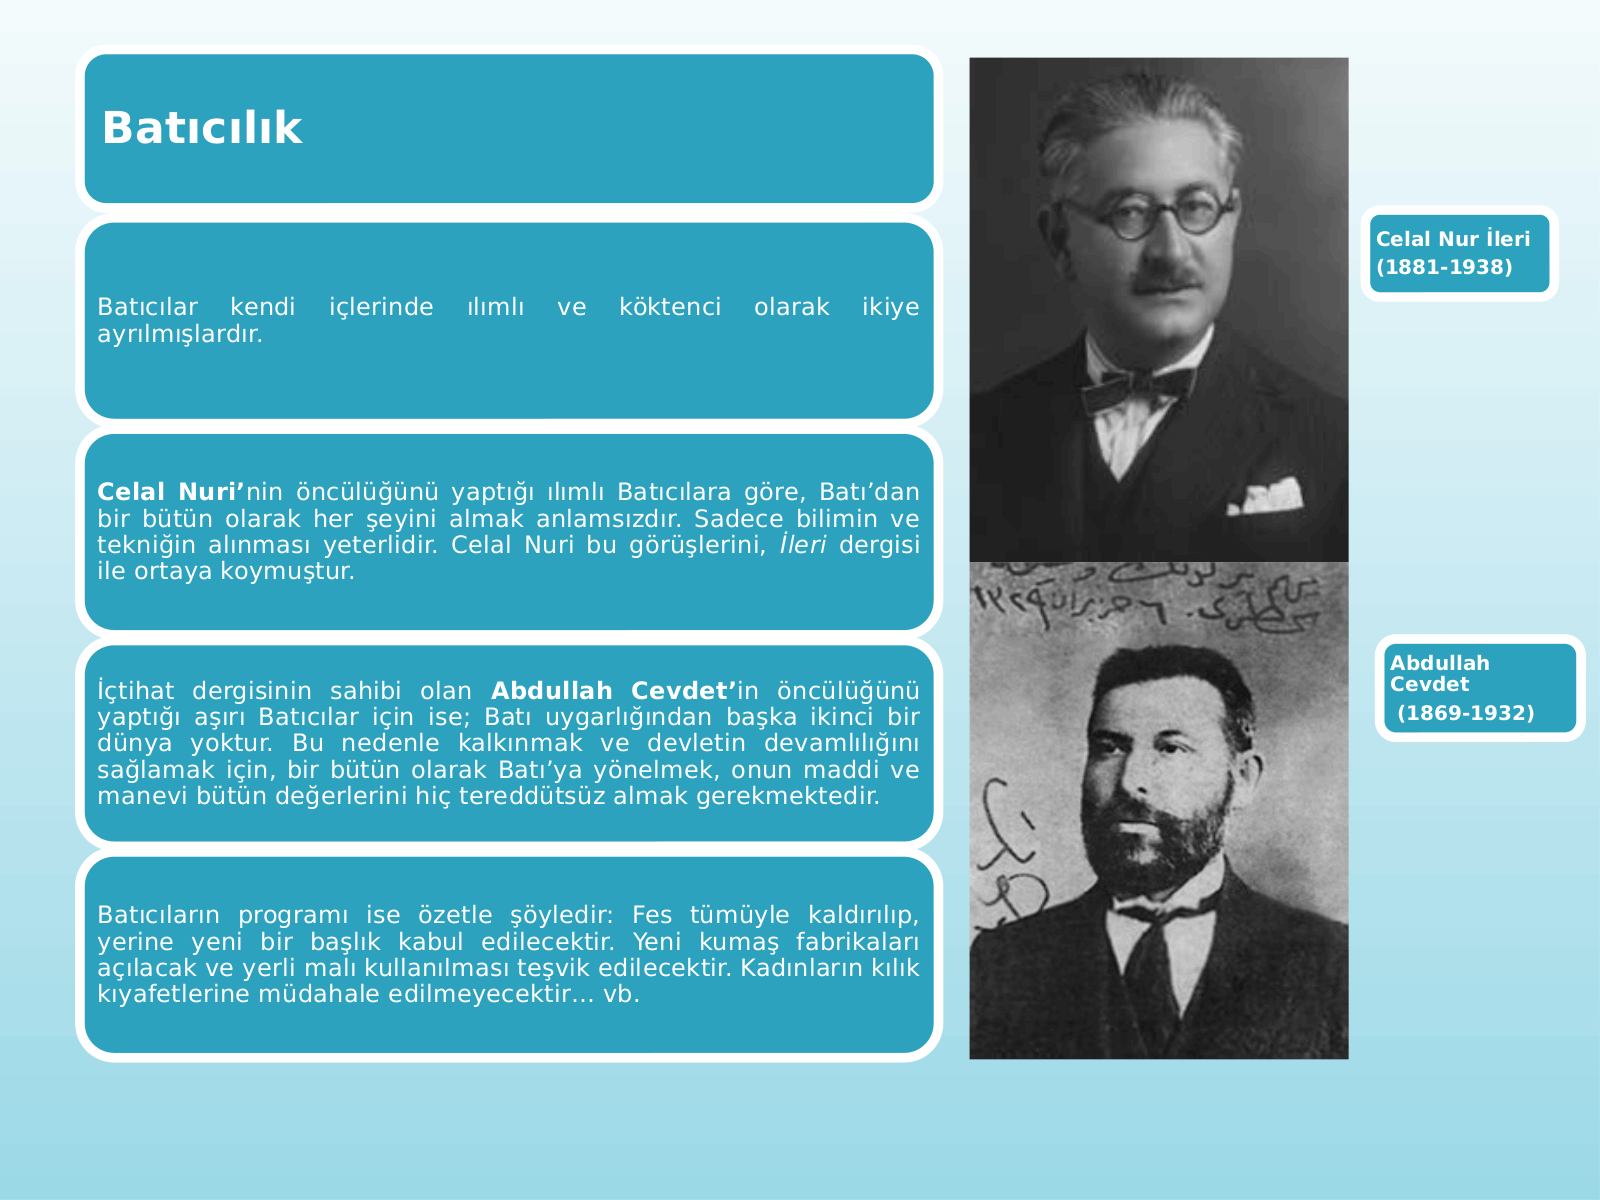 Batıcılık
Batıcılar kendi içlerinde ılımlı ve köktenci olarak ikiye
ayrılmışlardır.
Celal Nuri’nin öncülüğünü yaptığı ılımlı Batıcılara göre, Batı’dan
bir bütün olarak her şeyini almak anlamsızdır. Sadece bilimin ve
tekniğin alınması yeterlidir. Celal Nuri bu görüşlerini, İleri dergisi
ile ortaya koymuştur.
İçtihat dergisinin sahibi olan Abdullah Cevdet’in öncülüğünü
yaptığı aşırı Batıcılar için ise; Batı uygarlığından başka ikinci bir
dünya yoktur. Bu nedenle kalkınmak ve devletin devamlılığını
sağlamak için, bir bütün olarak Batı’ya yönelmek, onun maddi ve
manevi bütün değerlerini hiç tereddütsüz almak gerekmektedir.
Batıcıların programı ise özetle şöyledir: Fes tümüyle kaldırılıp,
yerine yeni bir başlık kabul edilecektir. Yeni kumaş fabrikaları
açılacak ve yerli malı kullanılması teşvik edilecektir. Kadınların kılık
kıyafetlerine müdahale edilmeyecektir… vb.
Celal Nur İleri
(1881-1938)
Abdullah
Cevdet
(1869-1932)